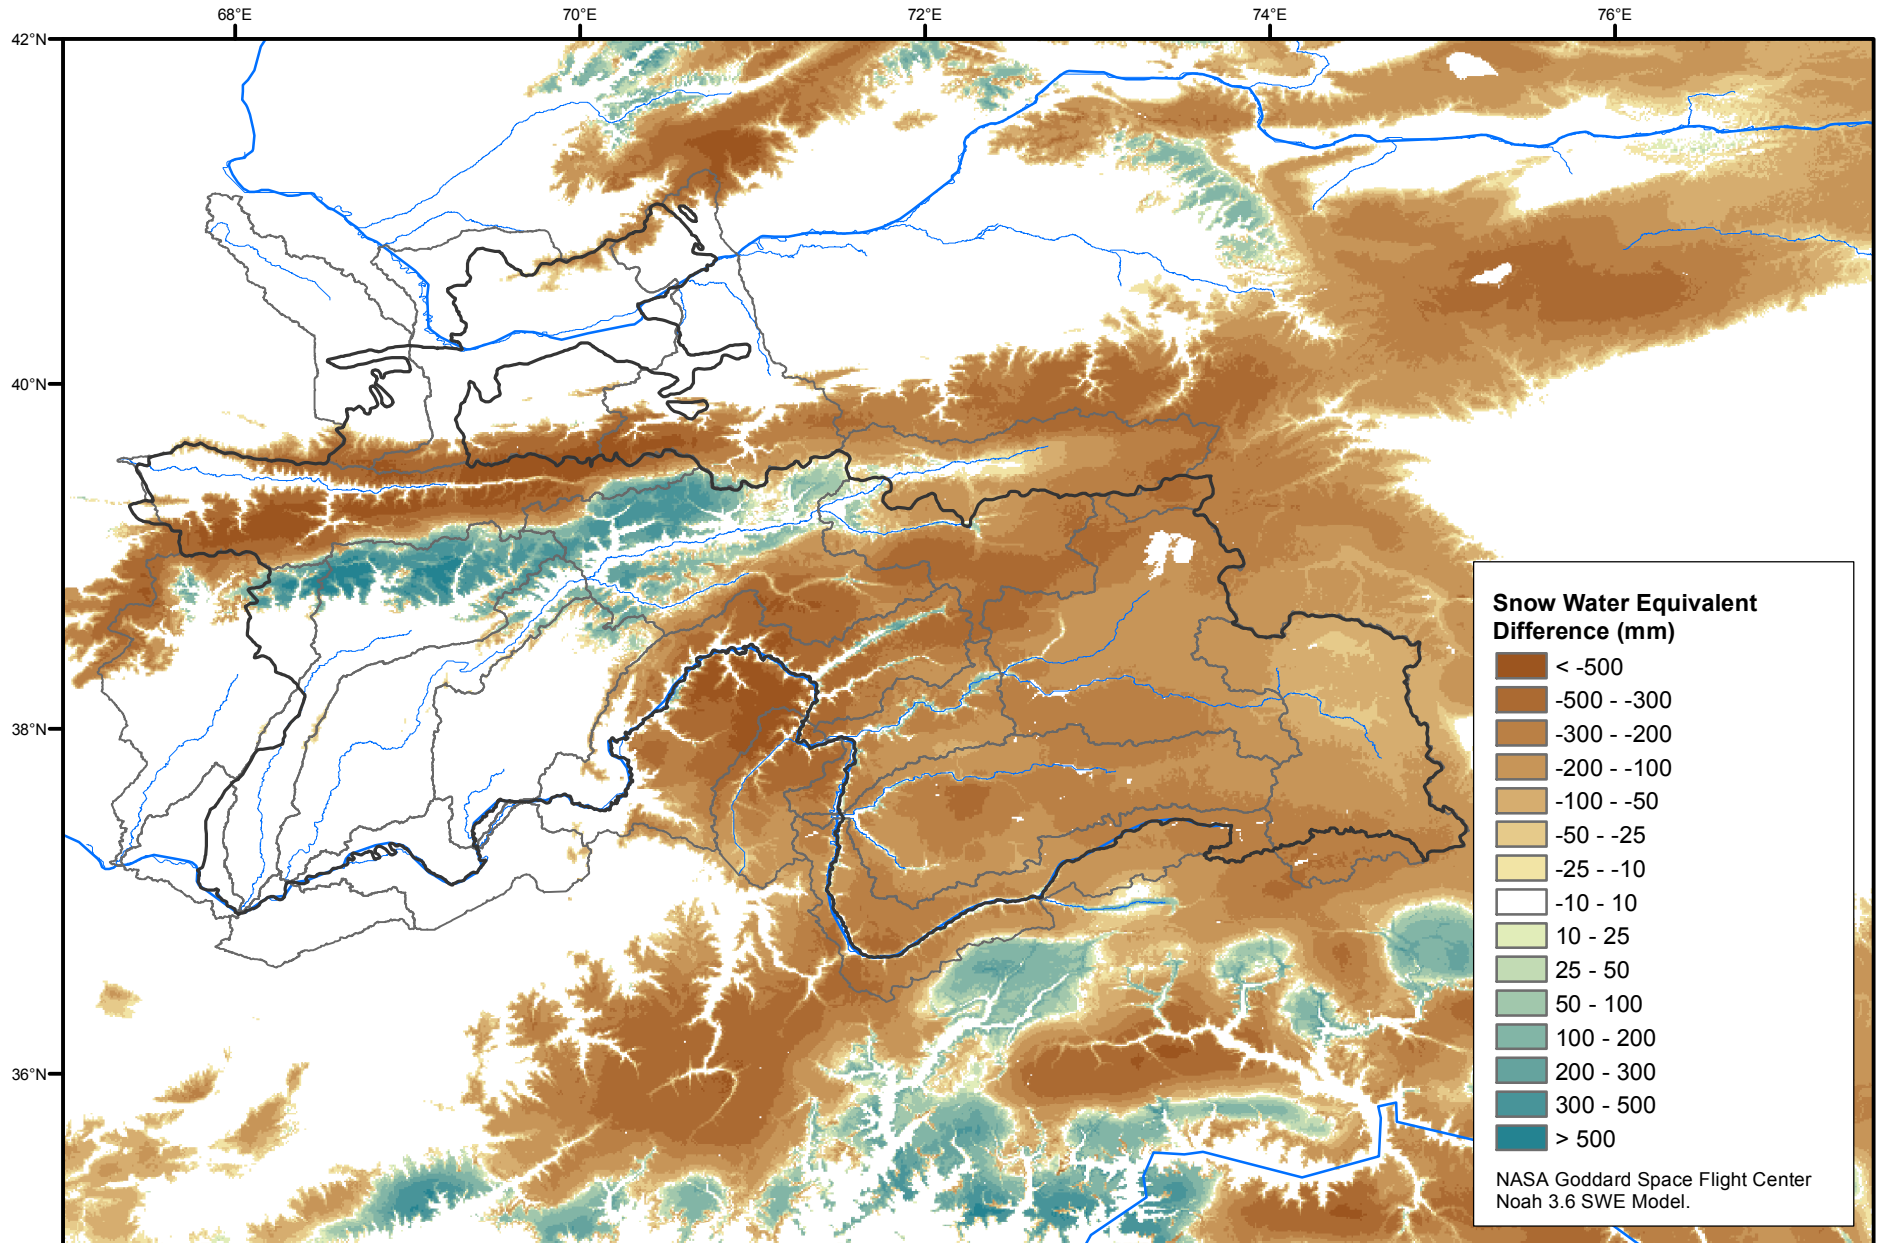 68°E 70°E 72°E 74°E 76°E
42°N
40°N
38°N
36°N
Snow Water Equivalent
Difference (mm)
< -500
-500 - -300
-300 - -200
-200 - -100
-100 - -50
-50 - -25
-25 - -10
-10 - 10
10 - 25
25 - 50
50 - 100
100 - 200
200 - 300
300 - 500
> 500
NASA Goddard Space Flight Center
Noah 3.6 SWE Model.